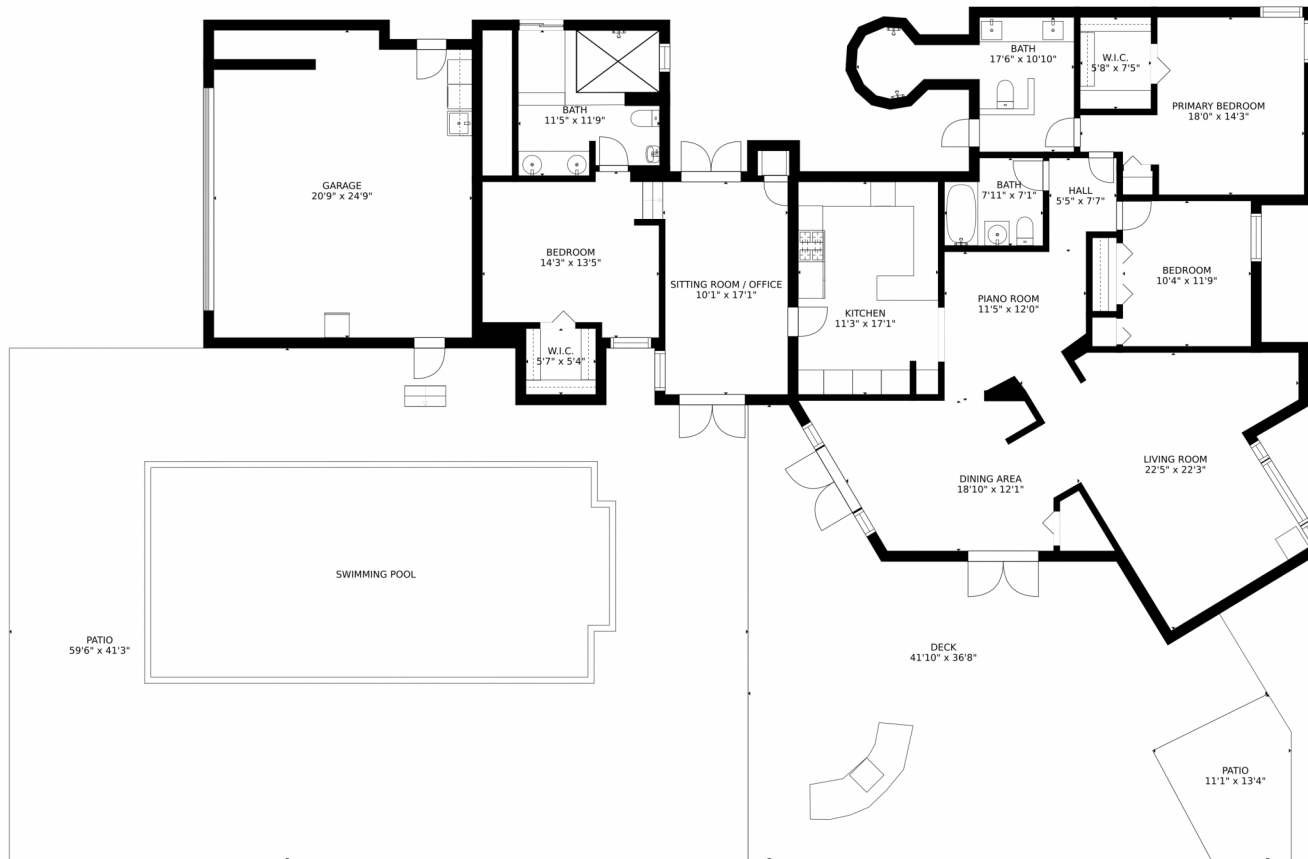 BATH
17'6" x 10'10"
W.I.C.
5'8" x 7'5"
PRIMARY BEDROOM
18'0" x 14'3"
BATH
11'5" x 11'9"
GARAGE
20'9" x 24'9"
BATH
7'11" x 7'1"
HALL
5'5" x 7'7"
BEDROOM
14'3" x 13'5"
SITTING ROOM / OFFICE
10'1" x 17'1"
BEDROOM
10'4" x 11'9"
PIANO ROOM
11'5" x 12'0"
KITCHEN
11'3" x 17'1"
W.I.C.
5'7" x 5'4"
LIVING ROOM
22'5" x 22'3"
DINING AREA
18'10" x 12'1"
SWIMMING POOL
PATIO
59'6" x 41'3"
DECK
41'10" x 36'8"
PATIO
11'1" x 13'4"